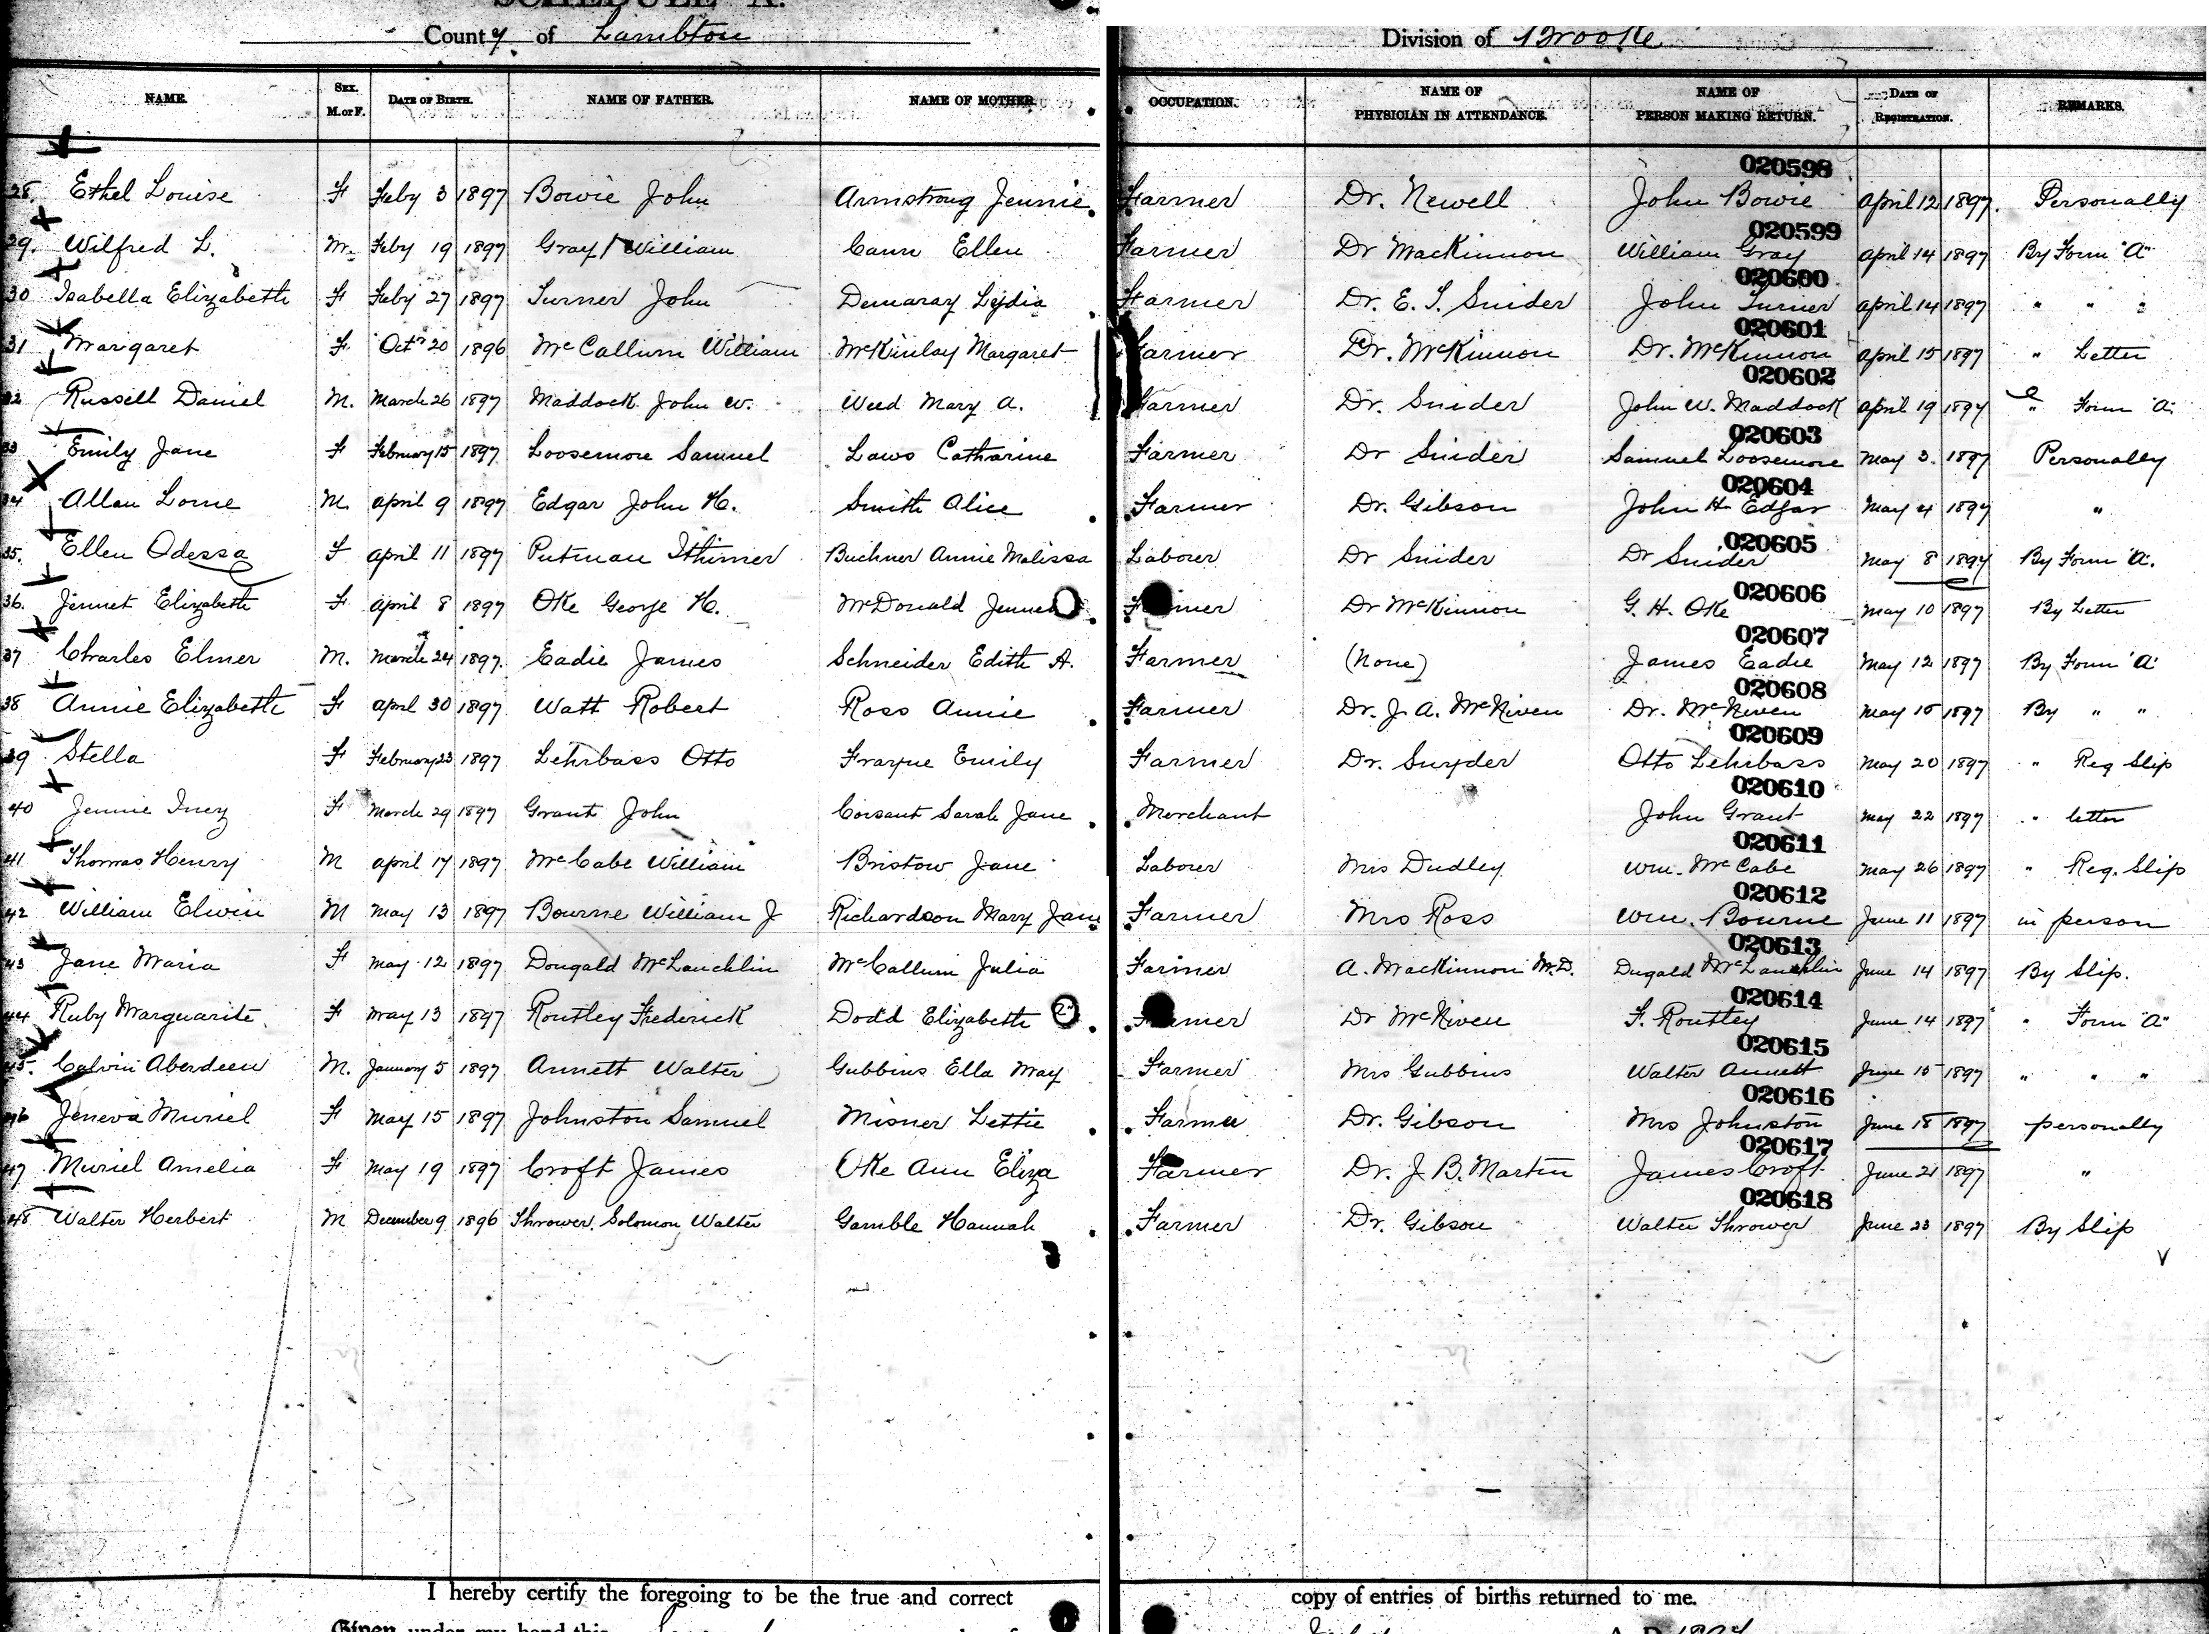 SCHEDULE A.
County of Lambton Division of Brooke
NAME. SEX. M. or F. DATE OF BIRTH. NAME OF FATHER. NAME OF MOTHER. OCCUPATION. NAME OF PHYSICIAN IN ATTENDANCE. NAME OF PERSON MAKING RETURN. DATE OF REGISTRATION. REMARKS.
020598
28. Ethel Louise F Feby 3 1897 Bowie John Armstrong Jennie Farmer Dr. Newell John Bowie April 12 1897. Personally
020599
29. Wilfred L. M. Feby 19 1897 Gray William Cann Ellen Farmer Dr MacKinnon William Gray April 14 1897 By Form "A"
020600
30 Isabella Elizabeth F Feby 27 1897 Turner John Demaray Lydia Farmer Dr. E. T. Snider John Turner April 14 1897 " " "
020601
31 Margaret F. Octr 20 1896 McCallum William McKinlay Margaret Farmer Dr. McKinnon Dr. McKinnon April 15 1897 " Letter
020602
32 Russell Daniel M. March 26 1897 Maddock John W. Weed Mary A. Farmer Dr. Snider John W. Maddock April 19 1897 " Form "A"
020603
33 Emily Jane F February 15 1897 Loosemore Samuel Laws Catharine Farmer Dr Snider Samuel Loosemore May 3. 1897 Personally
020604
34 Allan Lorne M. April 9 1897 Edgar John H. Smith Alice Farmer Dr. Gibson John H Edgar May 4 1897 "
020605
35. Ellen Odessa F April 11 1897 Putman Ithimer Buchner Annie Melissa Laborer Dr Snider Dr Snider May 8 1897 By Form "A".
020606
36. Jennet Elizabeth F April 8 1897 Oke George H. McDonald Jennet Farmer Dr McKinnon G. H. Oke May 10 1897 By Letter
020607
37 Charles Elmer M. March 24 1897. Eadie James Schneider Edith A. Farmer (None) James Eadie May 12 1897 By Form "A"
020608
38 Annie Elizabeth F April 30 1897 Watt Robert Ross Annie Farmer Dr. J. A. McNiven Dr. McNiven May 15 1897 By " "
020609
39 Stella F February 23 1897 Lehrbass Otto Frayne Emily Farmer Dr. Snyder Otto Lehrbass May 20 1897 " Reg Slip
020610
40 Jennie Inez F March 29 1897 Grant John Corsaut Sarah Jane Merchant John Grant May 22 1897 " letter
020611
41 Thomas Henry M April 17 1897 McCabe William Bristow Jane Laborer Mrs Dudley Wm. McCabe May 26 1897 " Reg. Slip
020612
42 William Elwin M May 13 1897 Bourne William J Richardson Mary Jane Farmer Mrs Ross Wm. Bourne June 11 1897 in person
020613
43 Jane Maria F May 12 1897 Dougald McLauchlin McCallum Julia Farmer A. MacKinnon M.D. Dugald McLauchlin June 14 1897 By Slip.
020614
44 Ruby Marguarite F May 13 1897 Routley Frederick Dodd Elizabeth Farmer Dr McNiven F. Routley June 14 1897 " Form "A"
020615
45. Calvin Aberdeen M. January 5 1897 Annett Walter Gubbins Ella May Farmer Mrs Gubbins Walter Annett June 15 1897 " " "
020616
46 Jeneva Muriel F May 15 1897 Johnston Samuel Misner Lettie Farmer Dr. Gibson Mrs Johnston June 18 1897 personally
020617
47 Muriel Amelia F May 19 1897 Croft James Oke Ann Eliza Farmer Dr. J. B. Martin James Croft June 21 1897 "
020618
48 Walter Herbert M December 9 1896 Thrower Solomon Walter Gamble Hannah Farmer Dr. Gibson Walter Thrower June 23 1897 By Slip
I hereby certify the foregoing to be the true and correct copy of entries of births returned to me.
Given under my hand this